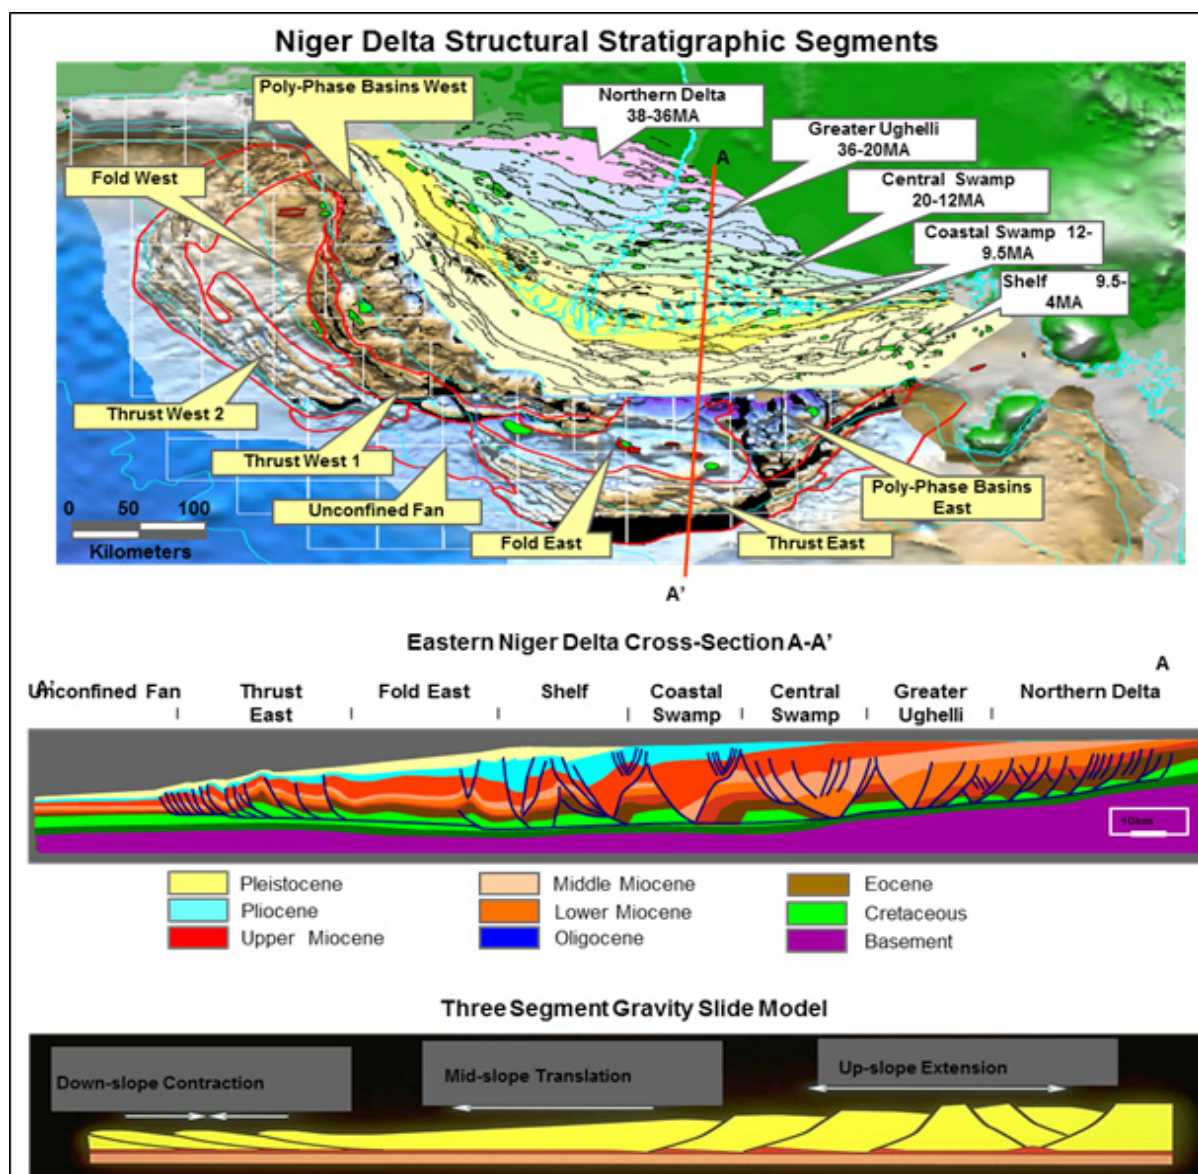 Niger Delta Structural Stratigraphic Segments
Poly-Phase Basins West
Northern Delta
38-36MA
Greater Ughelli
36-20MA
A
Fold West
Central Swamp
20-12MA
Coastal Swamp 12-
9.5MA
Shelf 9.5-
4MA
Thrust West 2
Thrust West 1
Poly-Phase Basins
East
Unconfined Fan
Fold East
Thrust East
0 50 100
Kilometers
A'
Eastern Niger Delta Cross-Section A-A'
A'
A
Unconfined Fan
Thrust
East
Fold East
Shelf
Coastal
Swamp
Central
Swamp
Greater
Ughelli
Northern Delta
10km
Pleistocene
Middle Miocene
Eocene
Pliocene
Lower Miocene
Cretaceous
Upper Miocene
Oligocene
Basement
Three Segment Gravity Slide Model
Down-slope Contraction
Mid-slope Translation
Up-slope Extension